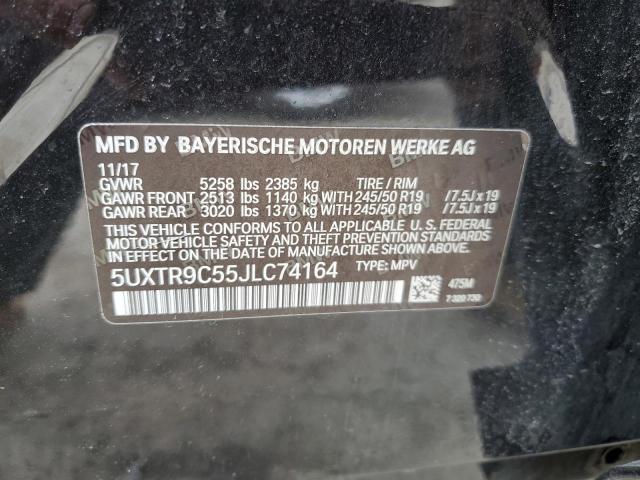 MFD BY BAYERISCHE MOTOREN WERKE AG
11/17
GVWR 5258 lbs 2385 kg TIRE / RIM
GAWR FRONT 2513 lbs 1140 kg WITH 245/50 R19 /7.5J x 19
GAWR REAR 3020 lbs 1370 kg WITH 245/50 R19 /7.5J x 19
THIS VEHICLE CONFORMS TO ALL APPLICABLE U. S. FEDERAL
MOTOR VEHICLE SAFETY AND THEFT PREVENTION STANDARDS
IN EFFECT ON THE DATE OF MANUFACTURE SHOWN ABOVE.
5UXTR9C55JLC74164 TYPE: MPV
475M
7 320 730